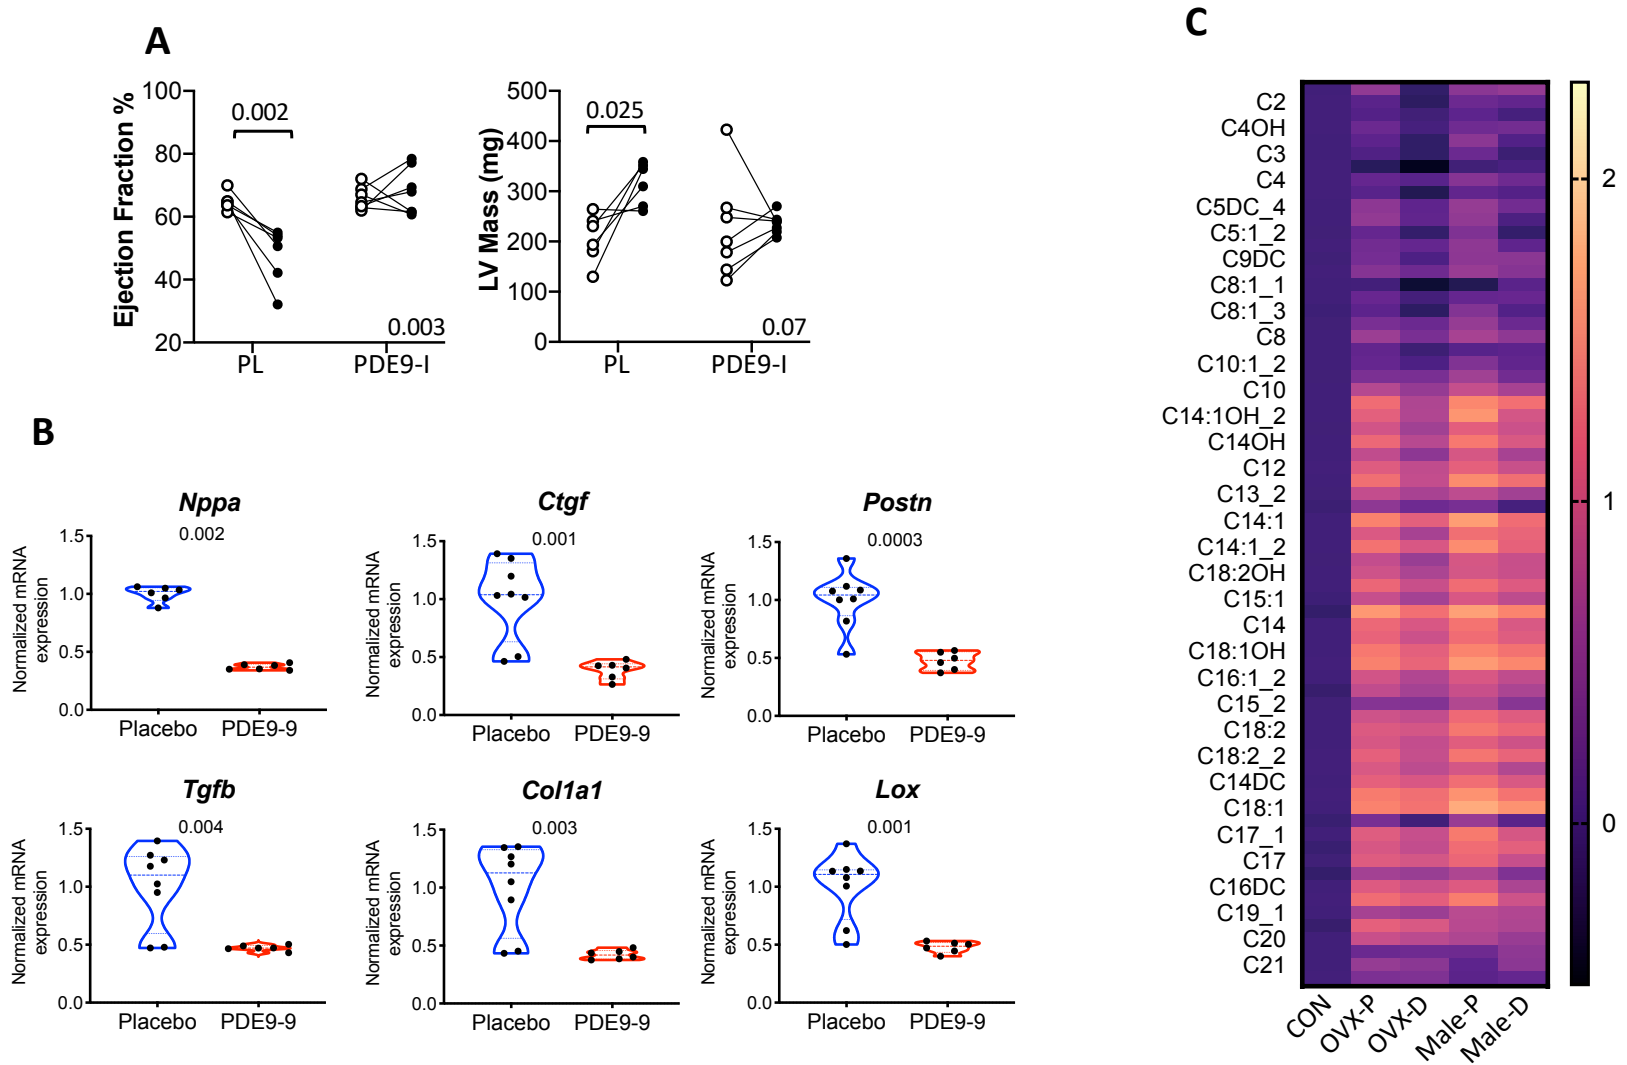 A
Ejection Fraction %
100
80
60
40
20
0.002
0.003
PL
PDE9-I
LV Mass (mg)
500
400
300
200
100
0
0.025
0.07
PL
PDE9-I
B
Nppa
0.002
Normalized mRNA
expression
1.5
1.0
0.5
0.0
Placebo
PDE9-9
Ctgf
0.001
Normalized mRNA
expression
1.5
1.0
0.5
0.0
Placebo
PDE9-9
Postn
0.0003
Normalized mRNA
expression
1.5
1.0
0.5
0.0
Placebo
PDE9-9
Tgfb
0.004
Normalized mRNA
expression
1.5
1.0
0.5
0.0
Placebo
PDE9-9
Col1a1
0.003
Normalized mRNA
expression
1.5
1.0
0.5
0.0
Placebo
PDE9-9
Lox
0.001
Normalized mRNA
expression
1.5
1.0
0.5
0.0
Placebo
PDE9-9
C
C2
C4OH
C3
C4
C5DC_4
C5:1_2
C9DC
C8:1_1
C8:1_3
C8
C10:1_2
C10
C14:1OH_2
C14OH
C12
C13_2
C14:1
C14:1_2
C18:2OH
C15:1
C14
C18:1OH
C16:1_2
C15_2
C18:2
C18:2_2
C14DC
C18:1
C17_1
C17
C16DC
C19_1
C20
C21
CON
OVX-P
OVX-D
Male-P
Male-D
2
1
0